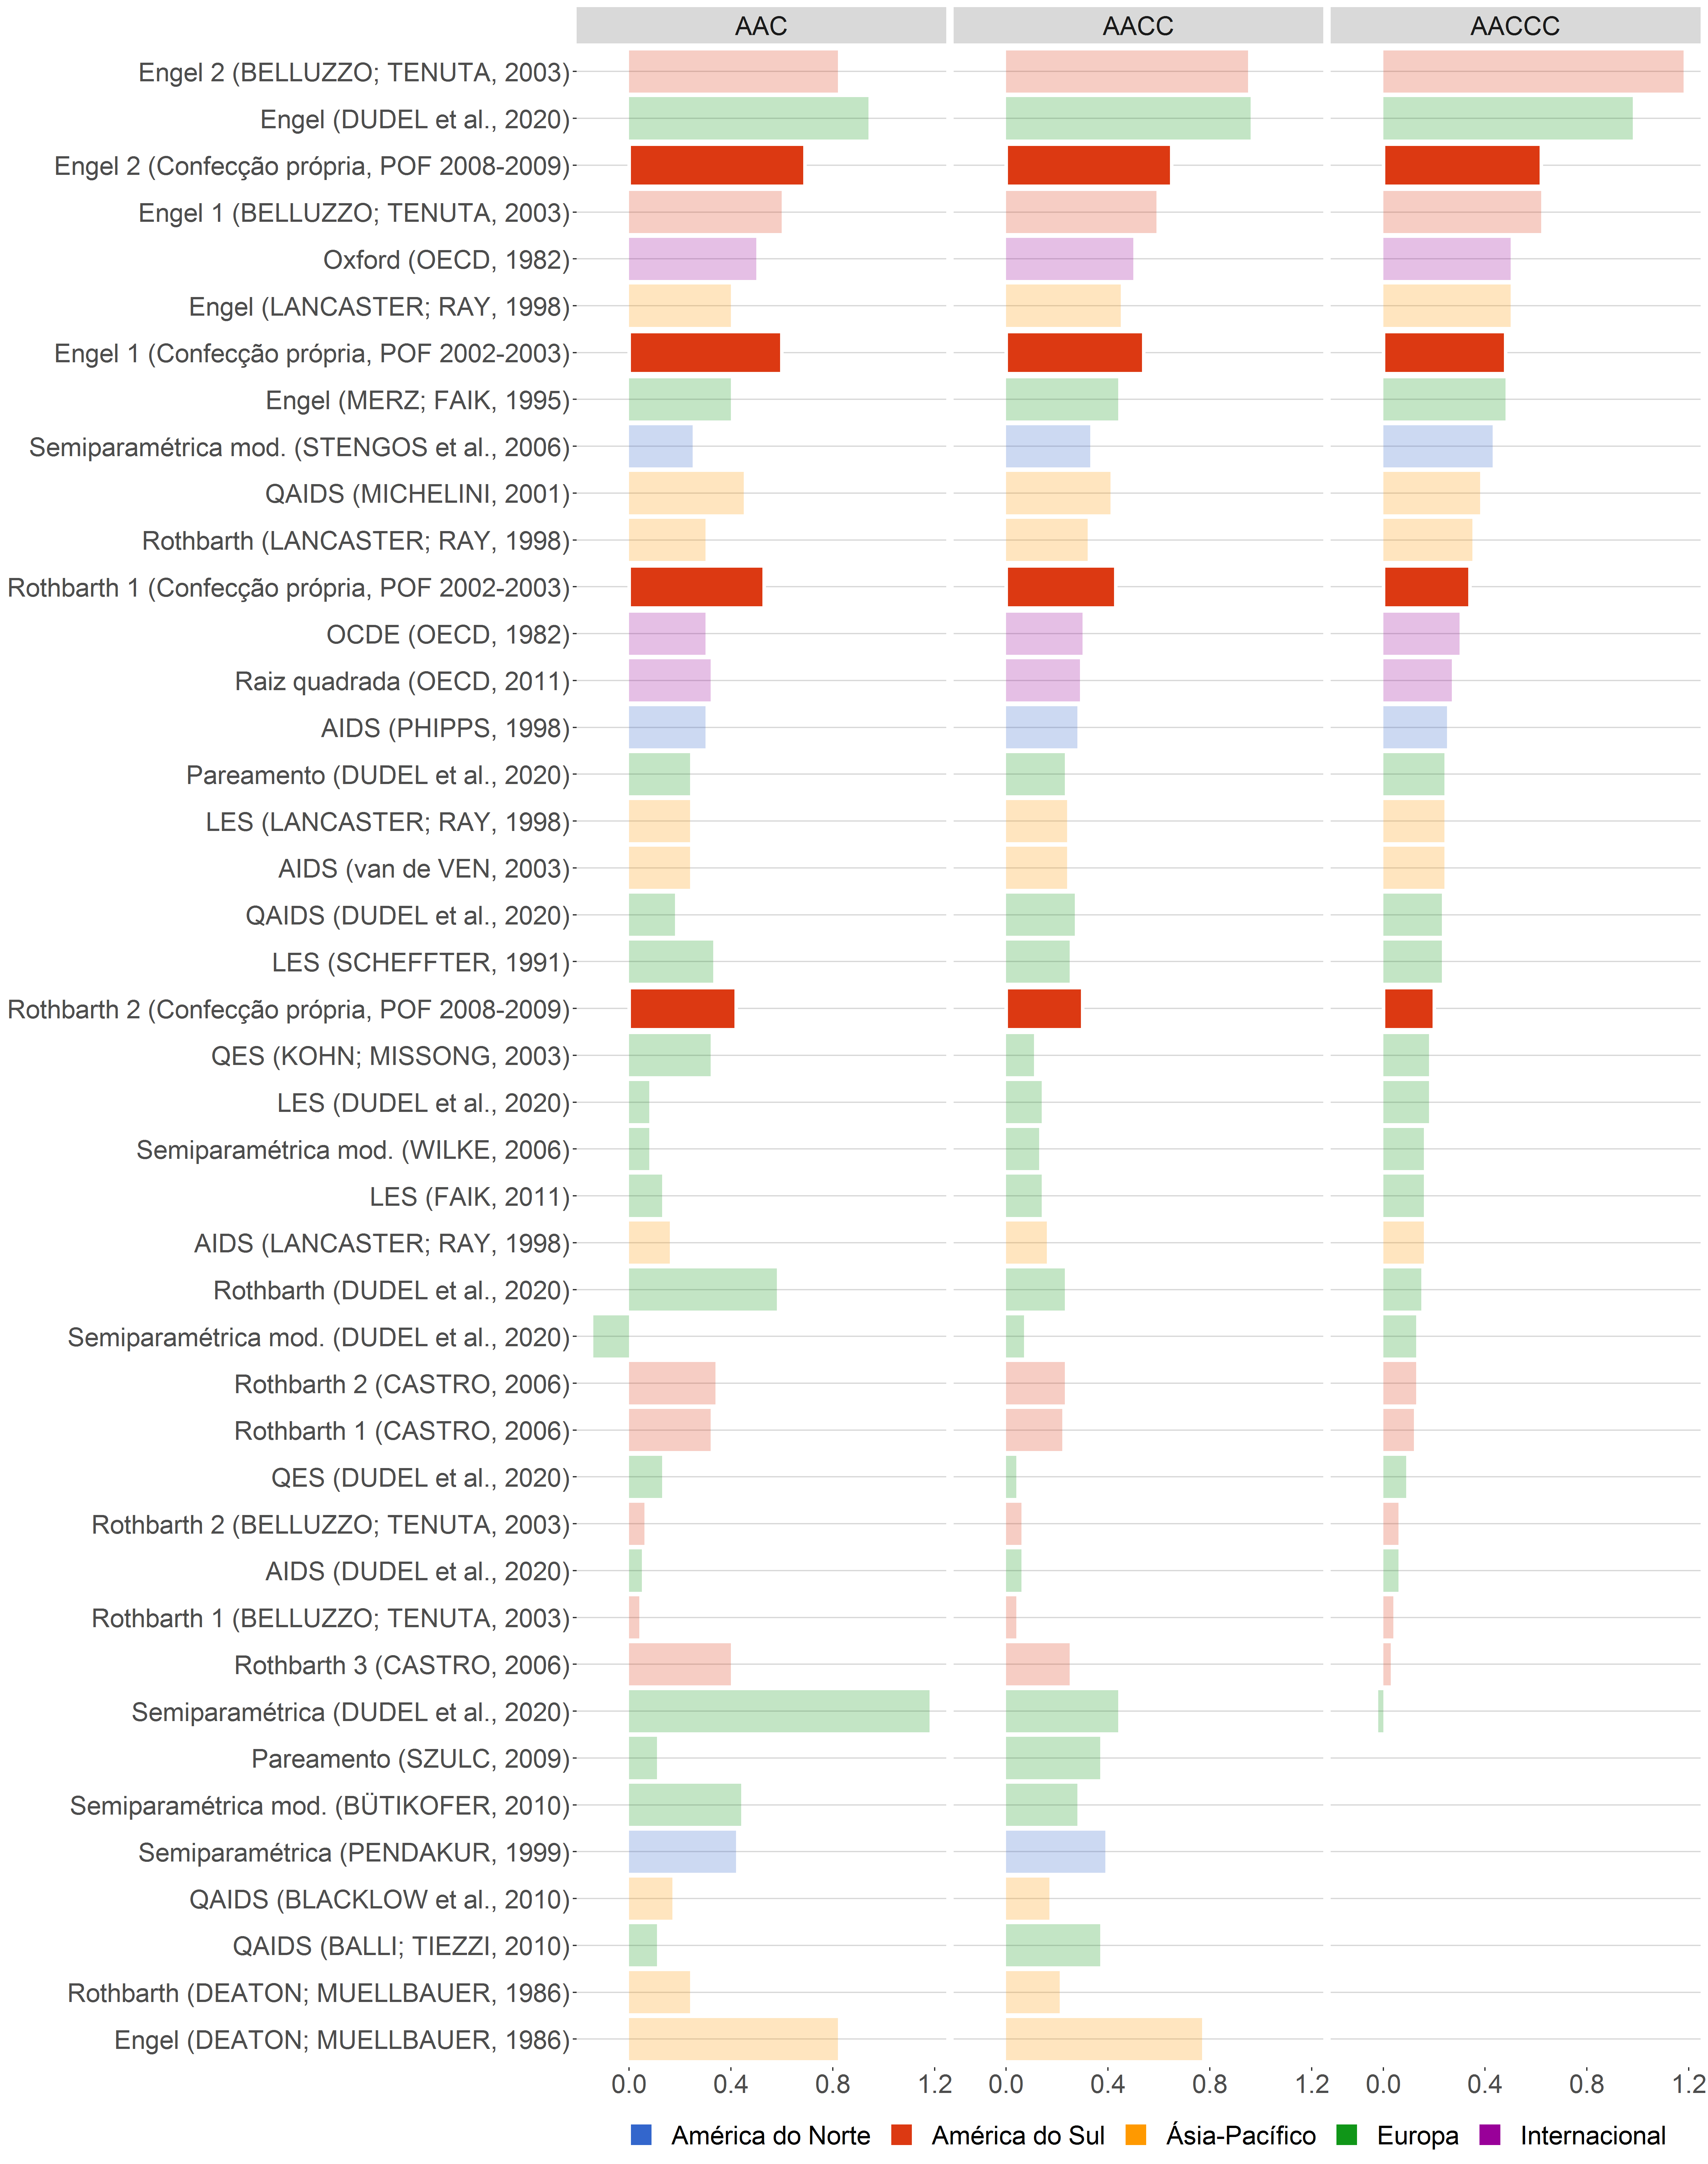 AAC AACC AACCC
Engel 2 (BELLUZZO; TENUTA, 2003)
Engel (DUDEL et al., 2020)
Engel 2 (Confecção própria, POF 2008-2009)
Engel 1 (BELLUZZO; TENUTA, 2003)
Oxford (OECD, 1982)
Engel (LANCASTER; RAY, 1998)
Engel 1 (Confecção própria, POF 2002-2003)
Engel (MERZ; FAIK, 1995)
Semiparamétrica mod. (STENGOS et al., 2006)
QAIDS (MICHELINI, 2001)
Rothbarth (LANCASTER; RAY, 1998)
Rothbarth 1 (Confecção própria, POF 2002-2003)
OCDE (OECD, 1982)
Raiz quadrada (OECD, 2011)
AIDS (PHIPPS, 1998)
Pareamento (DUDEL et al., 2020)
LES (LANCASTER; RAY, 1998)
AIDS (van de VEN, 2003)
QAIDS (DUDEL et al., 2020)
LES (SCHEFFTER, 1991)
Rothbarth 2 (Confecção própria, POF 2008-2009)
QES (KOHN; MISSONG, 2003)
LES (DUDEL et al., 2020)
Semiparamétrica mod. (WILKE, 2006)
LES (FAIK, 2011)
AIDS (LANCASTER; RAY, 1998)
Rothbarth (DUDEL et al., 2020)
Semiparamétrica mod. (DUDEL et al., 2020)
Rothbarth 2 (CASTRO, 2006)
Rothbarth 1 (CASTRO, 2006)
QES (DUDEL et al., 2020)
Rothbarth 2 (BELLUZZO; TENUTA, 2003)
AIDS (DUDEL et al., 2020)
Rothbarth 1 (BELLUZZO; TENUTA, 2003)
Rothbarth 3 (CASTRO, 2006)
Semiparamétrica (DUDEL et al., 2020)
Pareamento (SZULC, 2009)
Semiparamétrica mod. (BÜTIKOFER, 2010)
Semiparamétrica (PENDAKUR, 1999)
QAIDS (BLACKLOW et al., 2010)
QAIDS (BALLI; TIEZZI, 2010)
Rothbarth (DEATON; MUELLBAUER, 1986)
Engel (DEATON; MUELLBAUER, 1986)
0.0 0.4 0.8 1.2 0.0 0.4 0.8 1.2 0.0 0.4 0.8 1.2
América do Norte América do Sul Ásia-Pacífico Europa Internacional